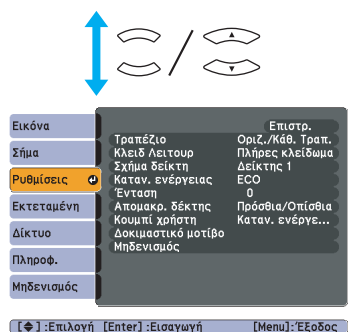 Εικόνα
Σήμα
Ρυθμίσεις
Εκτεταμένη
Δίκτυο
Πληροφ.
Μηδενισμός
Επιστρ.
Τραπέζιο Οριζ./Κάθ. Τραπ.
Κλειδ Λειτουρ Πλήρες κλείδωμα
Σχήμα δείκτη Δείκτης 1
Καταν. ενέργειας ECO
Ένταση 0
Απομακρ. δέκτης Πρόσθια/Οπίσθια
Κουμπί χρήστη Καταν. ενέργε...
Δοκιμαστικό μοτίβο
Μηδενισμός
[ ] :Επιλογή [Enter] :Εισαγωγή [Menu]:Έξοδος